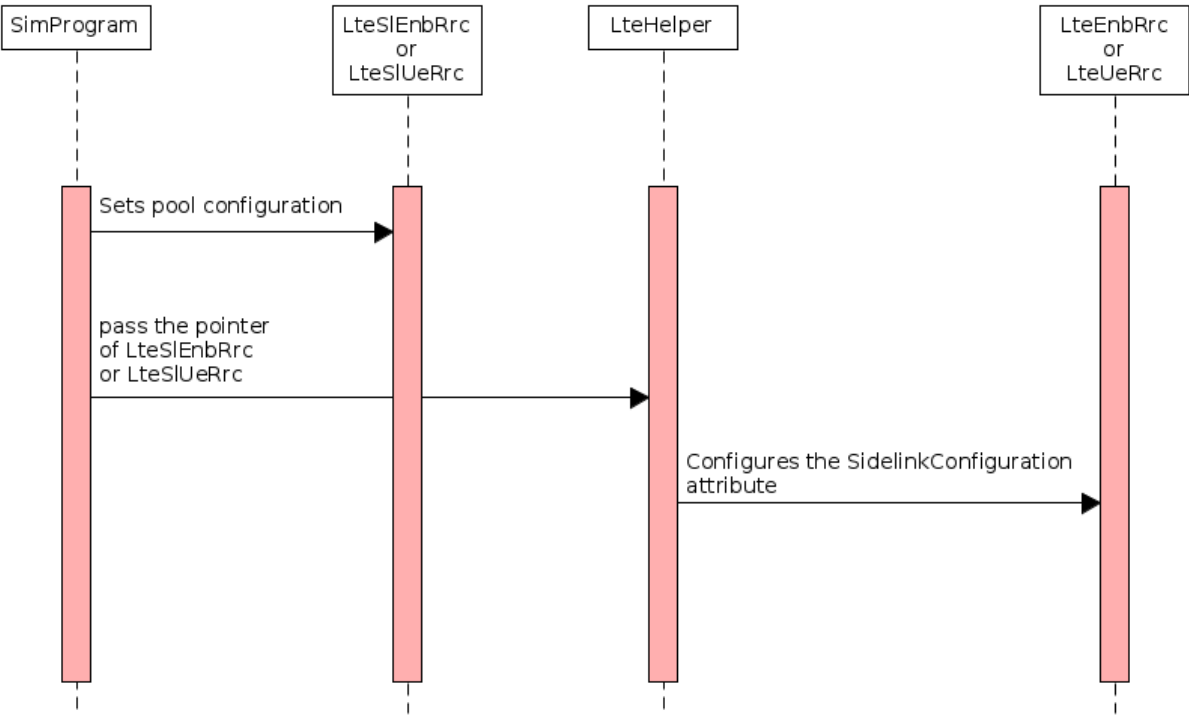 SimProgram
LteSlEnbRrc
or
LteSlUeRrc
LteHelper
LteEnbRrc
or
LteUeRrc
Sets pool configuration
pass the pointer
of LteSlEnbRrc
or LteSlUeRrc
Configures the SidelinkConfiguration
attribute